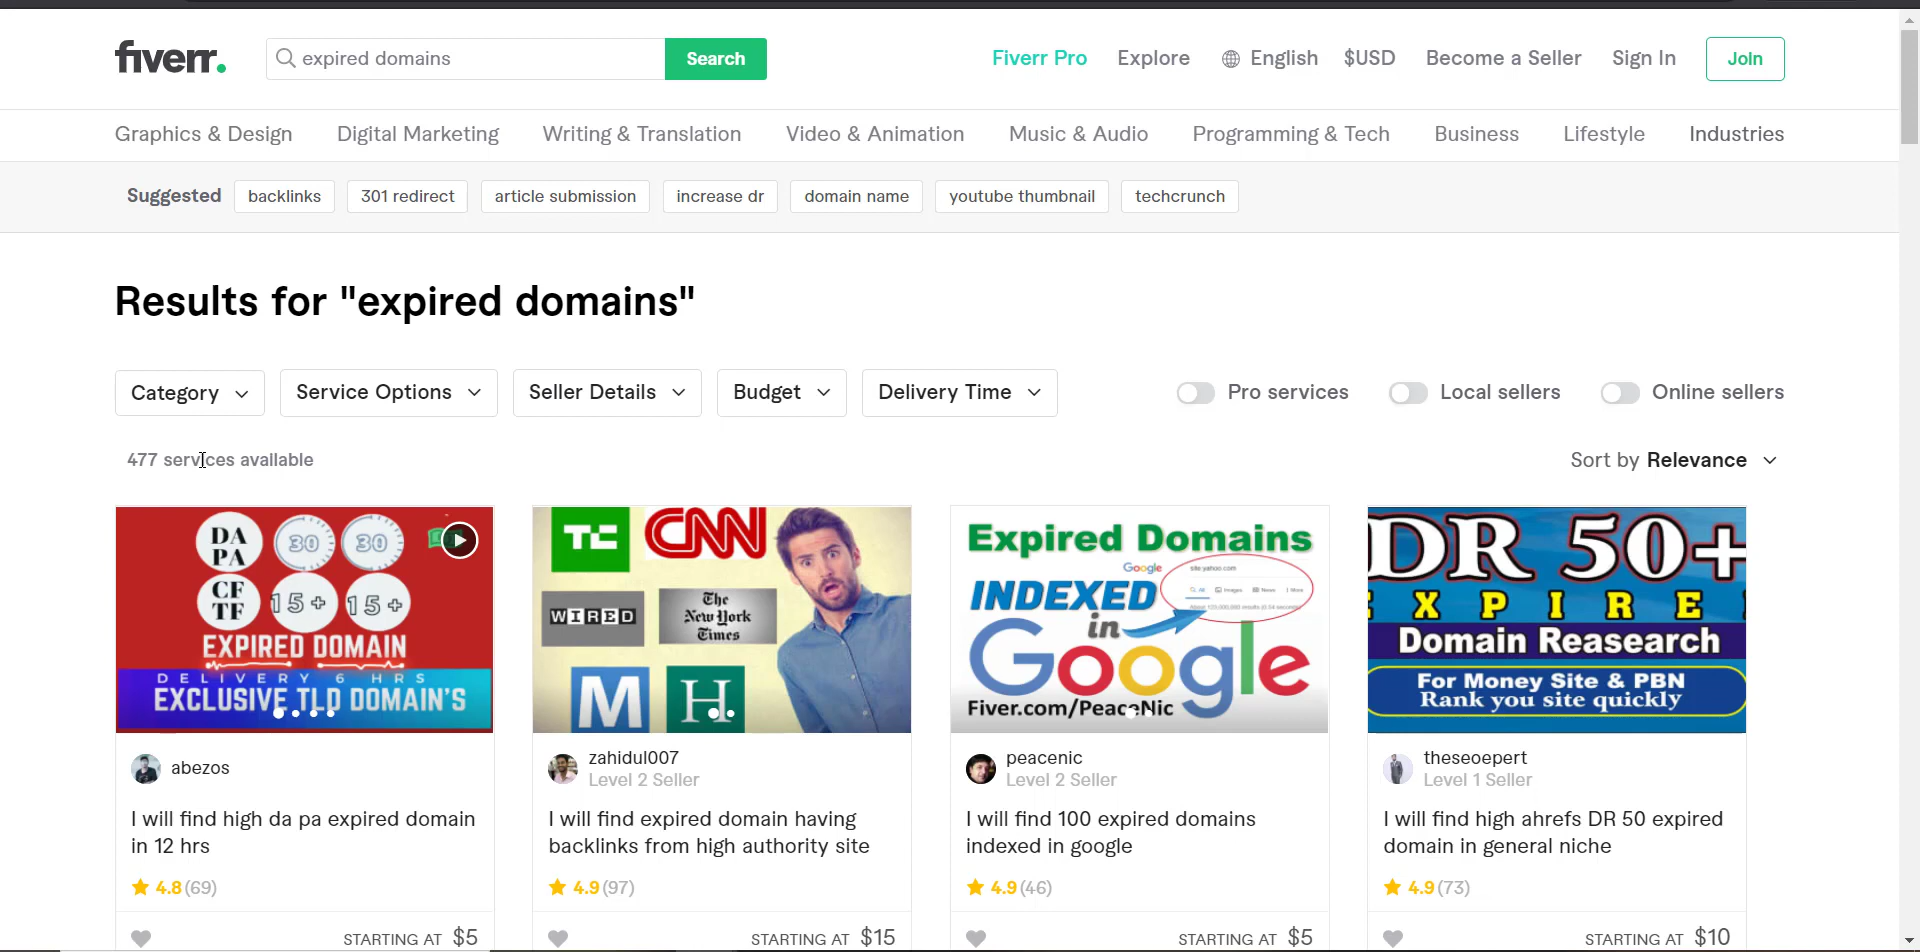 fiverr.
expired domains
Search
Fiverr Pro
Explore
English
$USD
Become a Seller
Sign In
Join
Graphics & Design
Digital Marketing
Writing & Translation
Video & Animation
Music & Audio
Programming & Tech
Business
Lifestyle
Industries
Suggested
backlinks
301 redirect
article submission
increase dr
domain name
youtube thumbnail
techcrunch
Results for "expired domains"
Category
Service Options
Seller Details
Budget
Delivery Time
Pro services
Local sellers
Online sellers
477 services available
Sort by Relevance
DA
PA
30
30
CF
TF
15+
15+
EXPIRED DOMAIN
DELIVERY 6 HRS
EXCLUSIVE TLD DOMAIN'S
abezos
I will find high da pa expired domain
in 12 hrs
4.8 (69)
STARTING AT $5
TC
CNN
WIRED
The
New York
Times
M
H
zahidul007
Level 2 Seller
I will find expired domain having
backlinks from high authority site
4.9 (97)
STARTING AT $15
Expired Domains
Google
site:yahoo.com
INDEXED
in
Google
Fiver.com/PeaceNic
peacenic
Level 2 Seller
I will find 100 expired domains
indexed in google
4.9 (46)
STARTING AT $5
DR 50+
EXPIRE
Domain Reasearch
For Money Site & PBN
Rank you site quickly
theseoepert
Level 1 Seller
I will find high ahrefs DR 50 expired
domain in general niche
4.9 (73)
STARTING AT $10